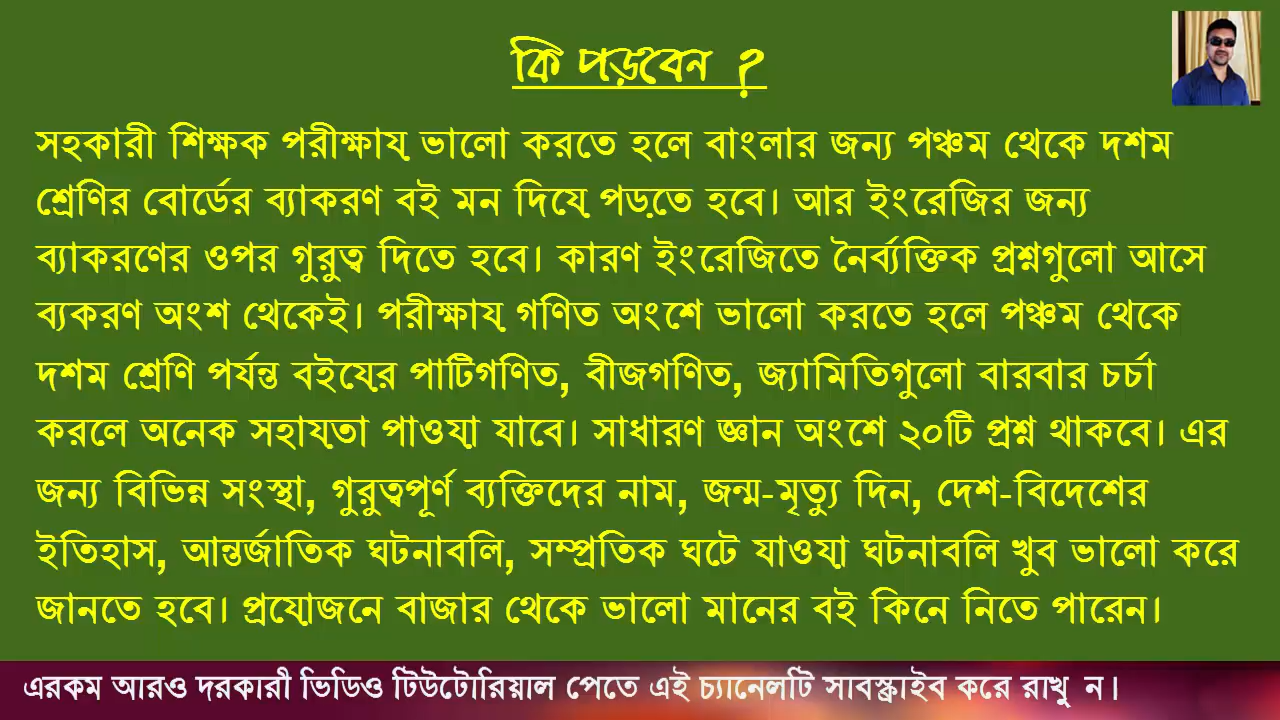 কি পড়বেন ?
সহকারী শিক্ষক পরীক্ষায় ভালো করতে হলে বাংলার জন্য পঞ্চম থেকে দশম
শ্রেণির বোর্ডের ব্যাকরণ বই মন দিয়ে পড়তে হবে। আর ইংরেজির জন্য
ব্যাকরণের ওপর গুরুত্ব দিতে হবে। কারণ ইংরেজিতে নৈর্ব্যক্তিক প্রশ্নগুলো আসে
ব্যকরণ অংশ থেকেই। পরীক্ষায় গণিত অংশে ভালো করতে হলে পঞ্চম থেকে
দশম শ্রেণি পর্যন্ত বইয়ের পাটিগণিত, বীজগণিত, জ্যামিতিগুলো বারবার চর্চা
করলে অনেক সহায়তা পাওয়া যাবে। সাধারণ জ্ঞান অংশে ২০টি প্রশ্ন থাকবে। এর
জন্য বিভিন্ন সংস্থা, গুরুত্বপূর্ণ ব্যক্তিদের নাম, জন্ম-মৃত্যু দিন, দেশ-বিদেশের
ইতিহাস, আন্তর্জাতিক ঘটনাবলি, সম্প্রতিক ঘটে যাওয়া ঘটনাবলি খুব ভালো করে
জানতে হবে। প্রয়োজনে বাজার থেকে ভালো মানের বই কিনে নিতে পারেন।
এরকম আরও দরকারী ভিডিও টিউটোরিয়াল পেতে এই চ্যানেলটি সাবস্ক্রাইব করে রাখু ন।